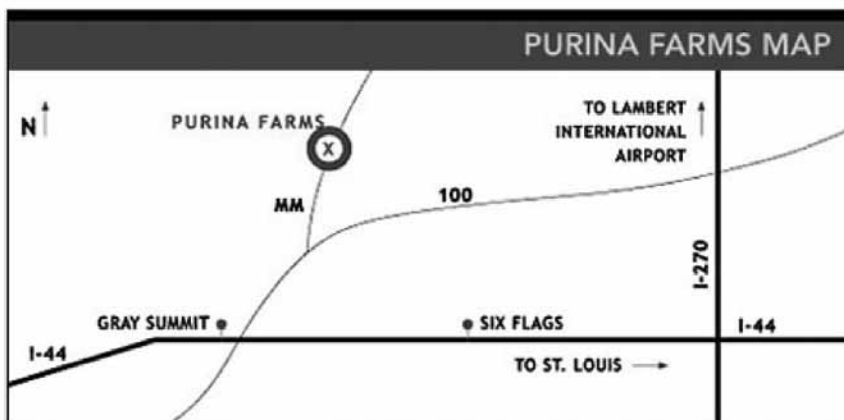 PURINA FARMS MAP
N
PURINA FARMS
X
TO LAMBERT
INTERNATIONAL
AIRPORT
MM
100
I-270
GRAY SUMMIT
SIX FLAGS
I-44
I-44
TO ST. LOUIS